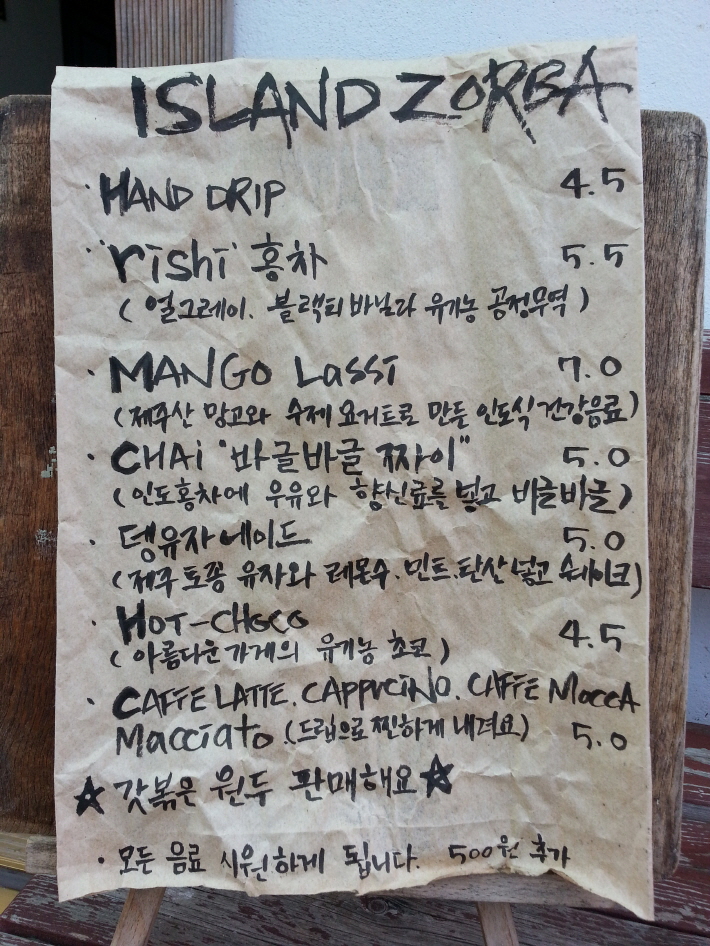 ISLAND ZORBA
· HAND DRIP 4.5
· "rishi" 홍차 5.5
( 얼그레이. 블랙티 바닐라 유기농 공정무역 )
· MANGO Lassi 7.0
(제주산 망고와 수제 요거트로 만든 인도식 건강음료)
· CHAi "바글바글 짜이" 5.0
(인도홍차에 우유와 향신료를 넣고 바글바글)
· 댕유자에이드 5.0
(제주 토종 유자와 레몬수. 민트. 탄산 넣고 쉐이크)
· HOT-CHOCO 4.5
( 아름다운가게의 유기농 초코 )
· CAFFE LATTE. CAppuCiNO. CAFFE MoccA
Macciato (드립으로 찐하게 내려요) 5.0
☆ 갓볶은 원두 판매해요 ☆
· 모든 음료 시원하게 됩니다. 500원 추가